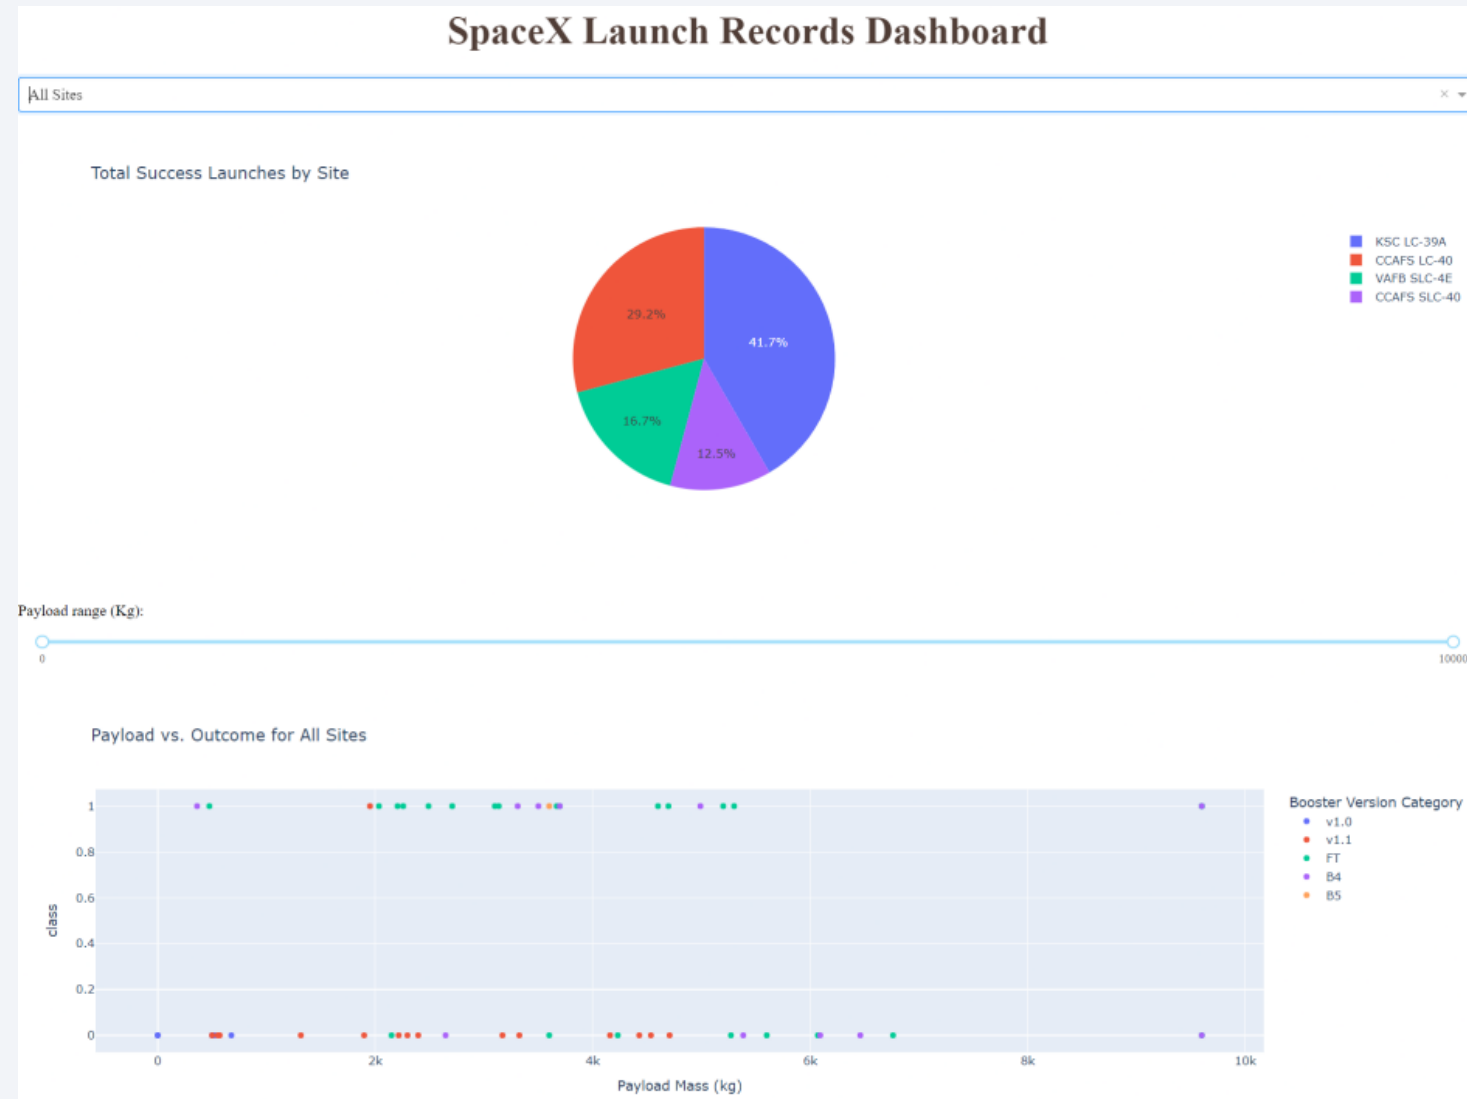 SpaceX Launch Records Dashboard
All Sites
Total Success Launches by Site
KSC LC-39A
CCAFS LC-40
VAFB SLC-4E
CCAFS SLC-40
29.2%
41.7%
16.7%
12.5%
Payload range (Kg):
0 10000
Payload vs. Outcome for All Sites
Booster Version Category
v1.0
v1.1
FT
B4
B5
1
0.8
0.6
0.4
0.2
0
class
0 2k 4k 6k 8k 10k
Payload Mass (kg)